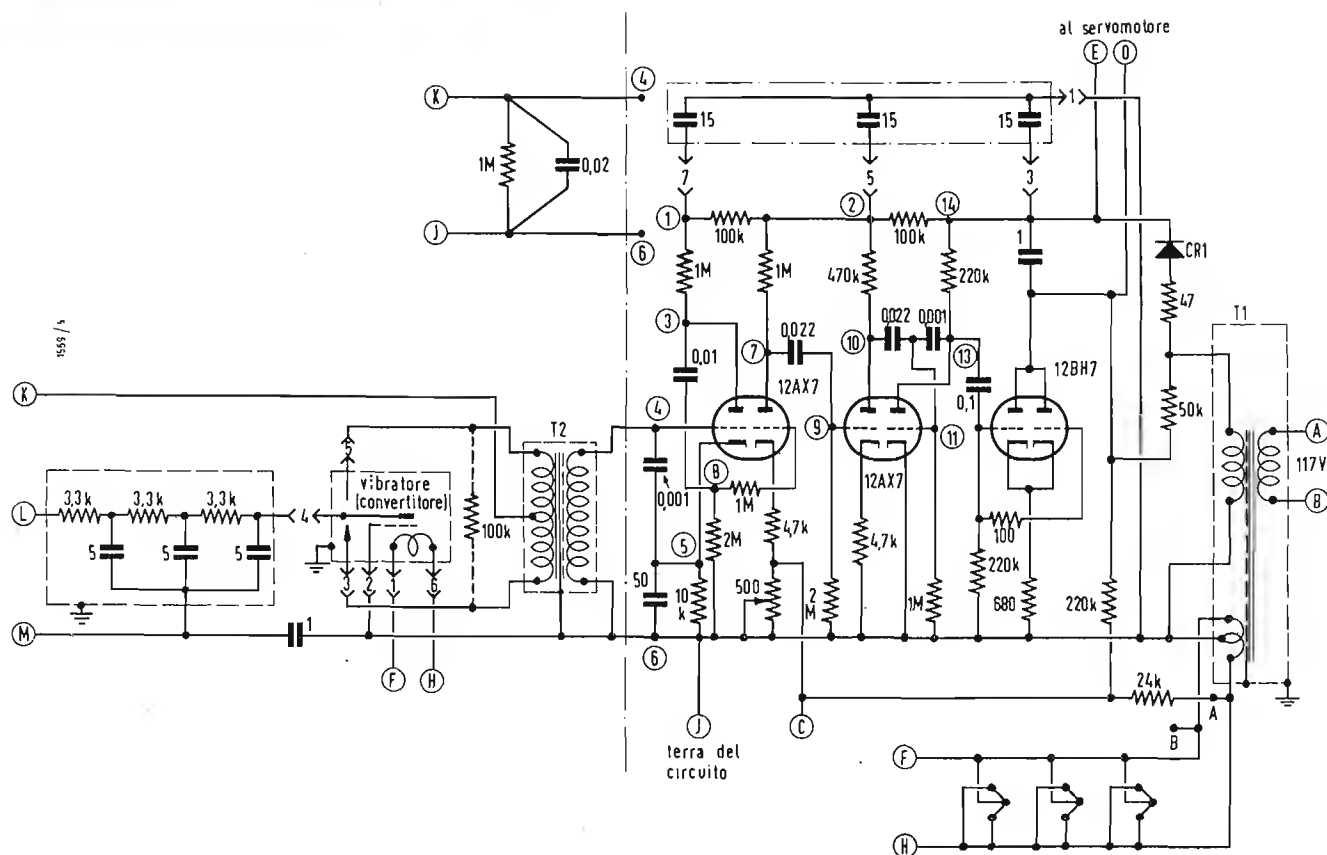 al servomotore
E O
4
K
1
15 15 15
1M 0,02
7 5 3
J
6
1 2 14
100k 100k
1 CR1
1M 1M 470k 220k
47
T1
3
0,022
0,022 0,001
7 10 13
0,01
12AX7 12BH7
K
4
0,1
50k
T2
9 11
A
117V
vibratore
(convertitore)
B
12AX7
3,3k 3,3k 3,3k
L
4
0,001
1M
100
100k
5 5 5
5
2M 4,7k 4,7k
220k
3 2 1 6
50
10
k
500
2
M
1M
680
220k
M
1
6
F H
24k
A
J C
B
terra del
circuito
F
H